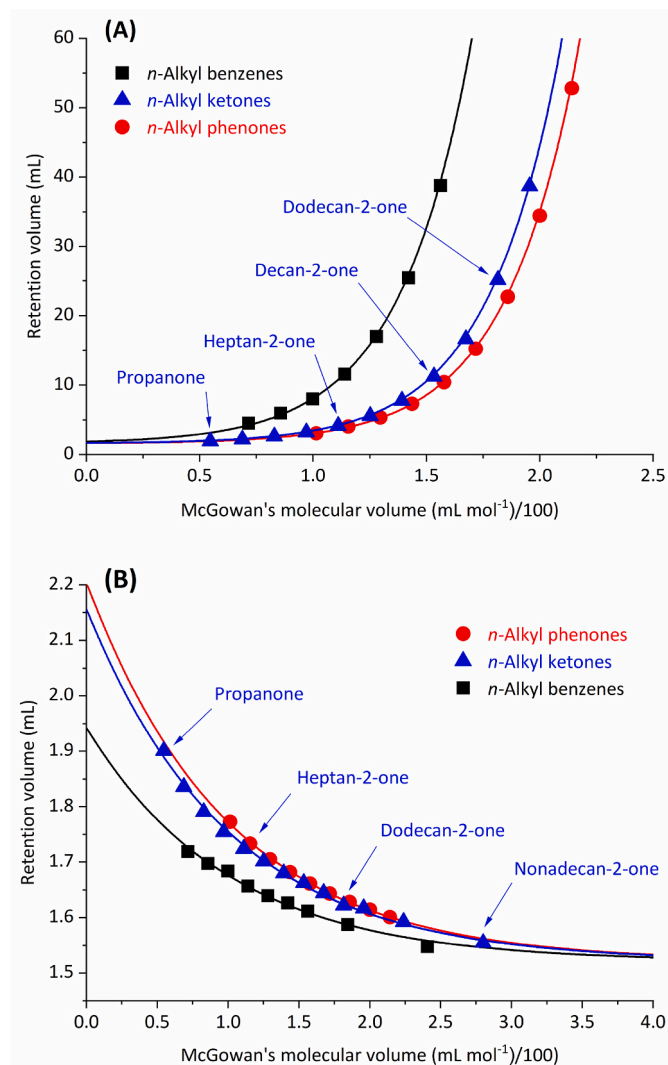 (A)
n-Alkyl benzenes
n-Alkyl ketones
n-Alkyl phenones
Dodecan-2-one
Decan-2-one
Heptan-2-one
Propanone
Retention volume (mL)
60
50
40
30
20
10
0
0.0 0.5 1.0 1.5 2.0 2.5
McGowan's molecular volume (mL mol⁻¹)/100)
(B)
n-Alkyl phenones
n-Alkyl ketones
n-Alkyl benzenes
Propanone
Heptan-2-one
Dodecan-2-one
Nonadecan-2-one
Retention volume (mL)
2.2
2.1
2.0
1.9
1.8
1.7
1.6
1.5
0.0 0.5 1.0 1.5 2.0 2.5 3.0 3.5 4.0
McGowan's molecular volume (mL mol⁻¹)/100)